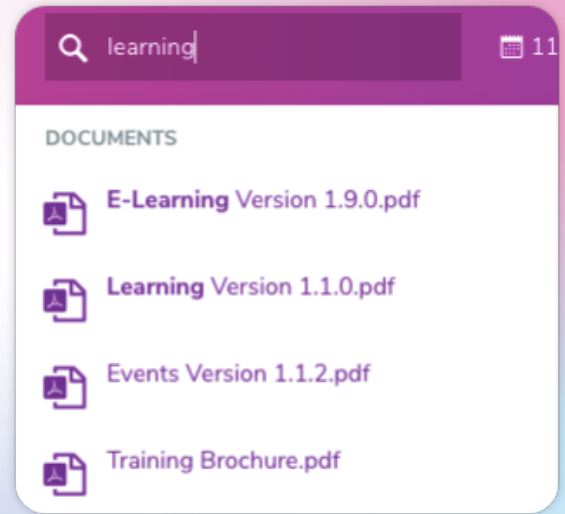 learning
11
DOCUMENTS
E-Learning Version 1.9.0.pdf
Learning Version 1.1.0.pdf
Events Version 1.1.2.pdf
Training Brochure.pdf